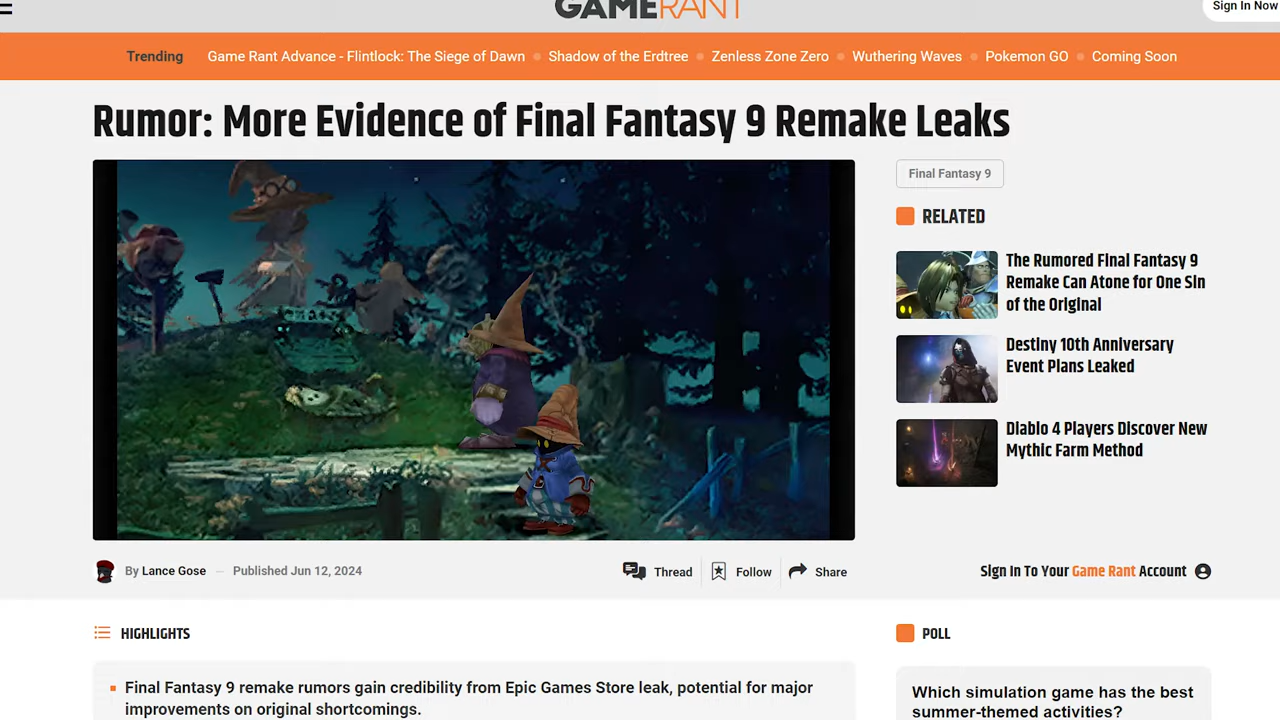 GAMERANT
Sign In Now
Trending
Game Rant Advance - Flintlock: The Siege of Dawn
Shadow of the Erdtree
Zenless Zone Zero
Wuthering Waves
Pokemon GO
Coming Soon
Rumor: More Evidence of Final Fantasy 9 Remake Leaks
Final Fantasy 9
RELATED
The Rumored Final Fantasy 9
Remake Can Atone for One Sin
of the Original
Destiny 10th Anniversary
Event Plans Leaked
Diablo 4 Players Discover New
Mythic Farm Method
By Lance Gose
Published Jun 12, 2024
Thread
Follow
Share
Sign In To Your Game Rant Account
HIGHLIGHTS
Final Fantasy 9 remake rumors gain credibility from Epic Games Store leak, potential for major
improvements on original shortcomings.
POLL
Which simulation game has the best
summer-themed activities?